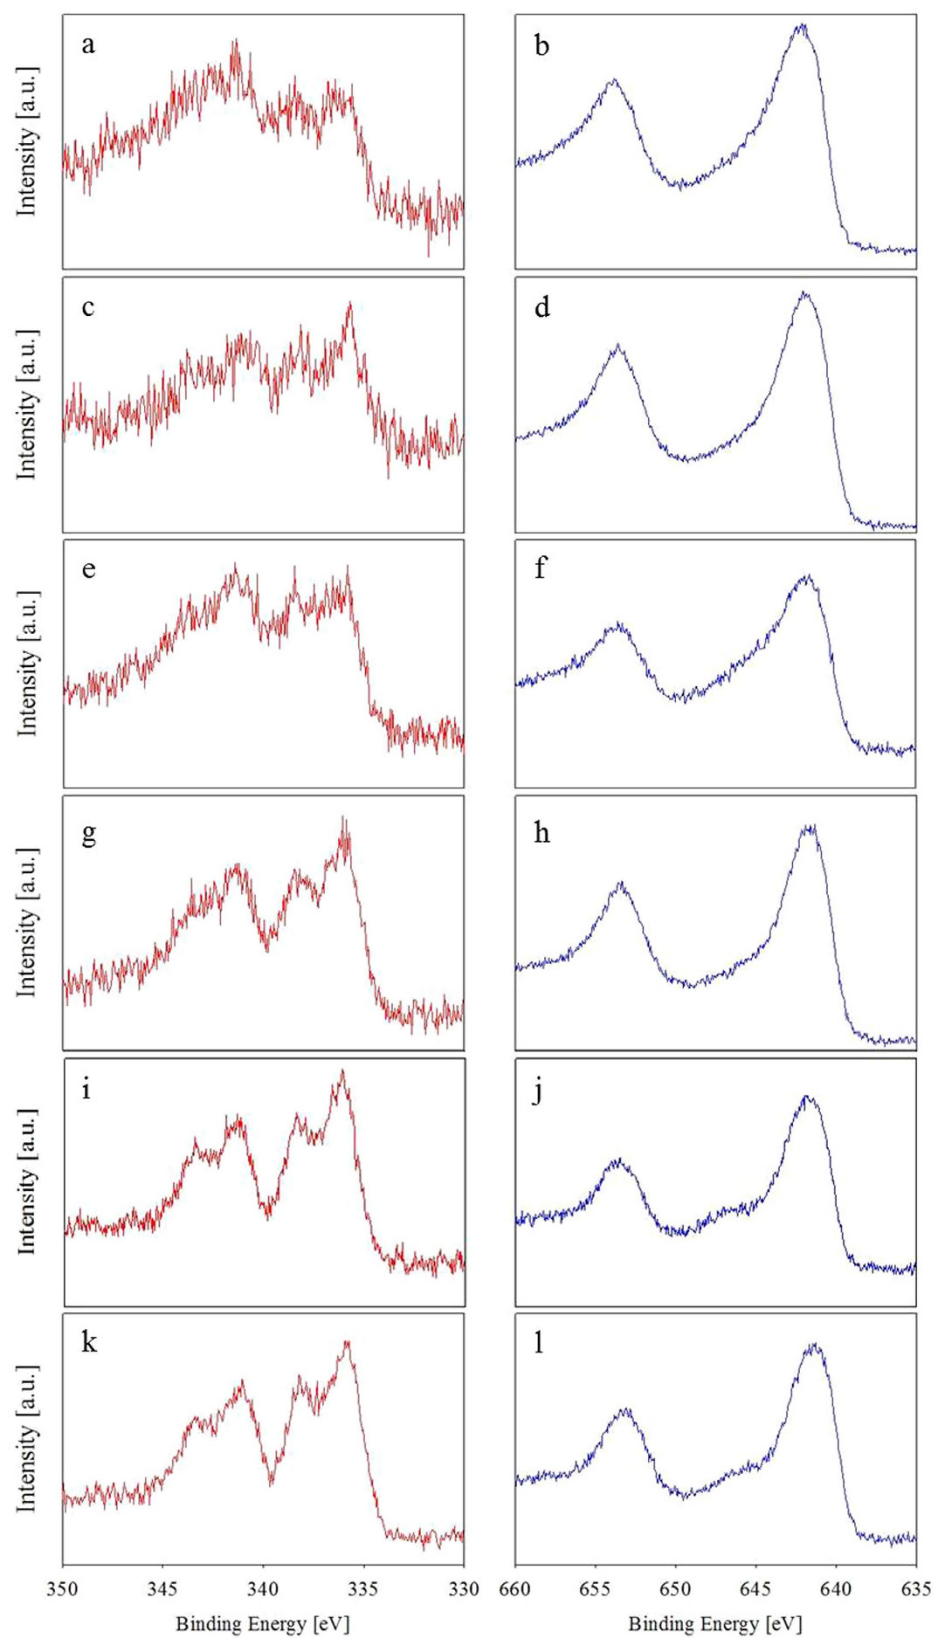 a
b
Intensity [a.u.]
c
d
Intensity [a.u.]
e
f
Intensity [a.u.]
g
h
Intensity [a.u.]
i
j
Intensity [a.u.]
k
l
Intensity [a.u.]
350 345 340 335 330 660 655 650 645 640 635
Binding Energy [eV] Binding Energy [eV]